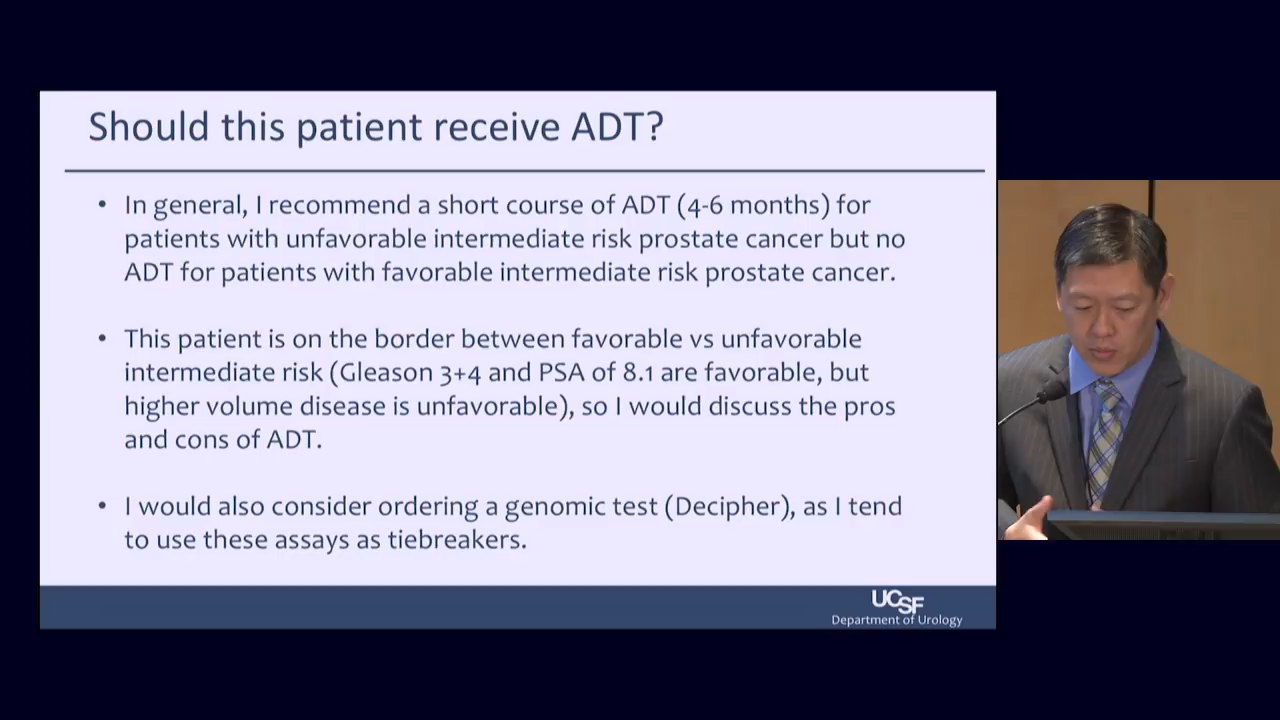 Should this patient receive ADT?
• In general, I recommend a short course of ADT (4-6 months) for
patients with unfavorable intermediate risk prostate cancer but no
ADT for patients with favorable intermediate risk prostate cancer.
• This patient is on the border between favorable vs unfavorable
intermediate risk (Gleason 3+4 and PSA of 8.1 are favorable, but
higher volume disease is unfavorable), so I would discuss the pros
and cons of ADT.
• I would also consider ordering a genomic test (Decipher), as I tend
to use these assays as tiebreakers.
UCSF
Department of Urology